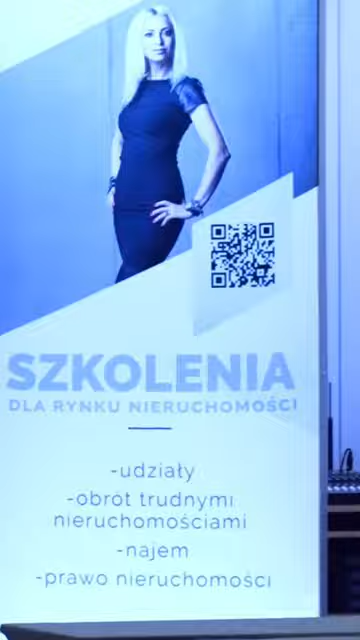 SZKOLENIA
DLA RYNKU NIERUCHOMOŚCI
-udziały
-obrót trudnymi
nieruchomościami
-najem
-prawo nieruchomości